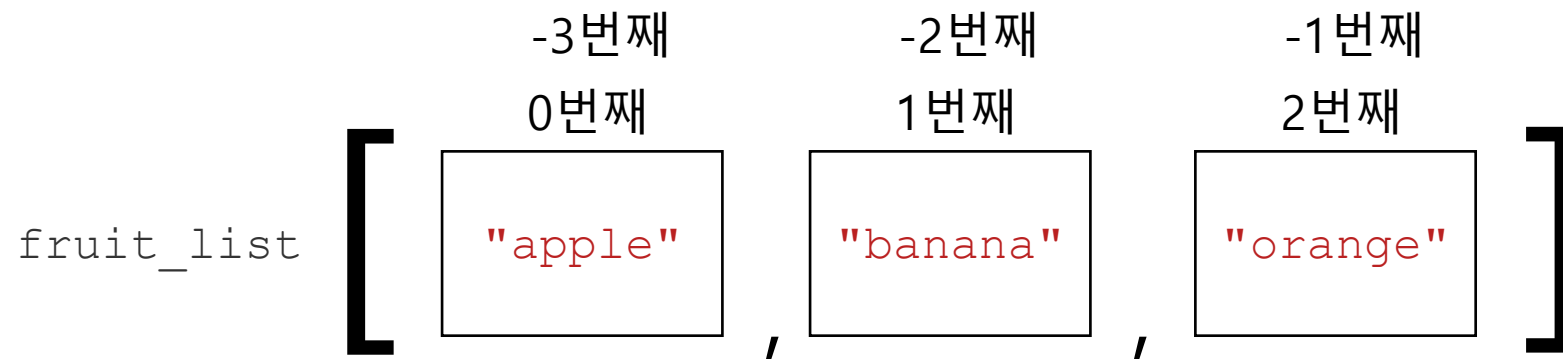 -3번째 -2번째 -1번째
0번째 1번째 2번째
fruit_list [ "apple" , "banana" , "orange" ]